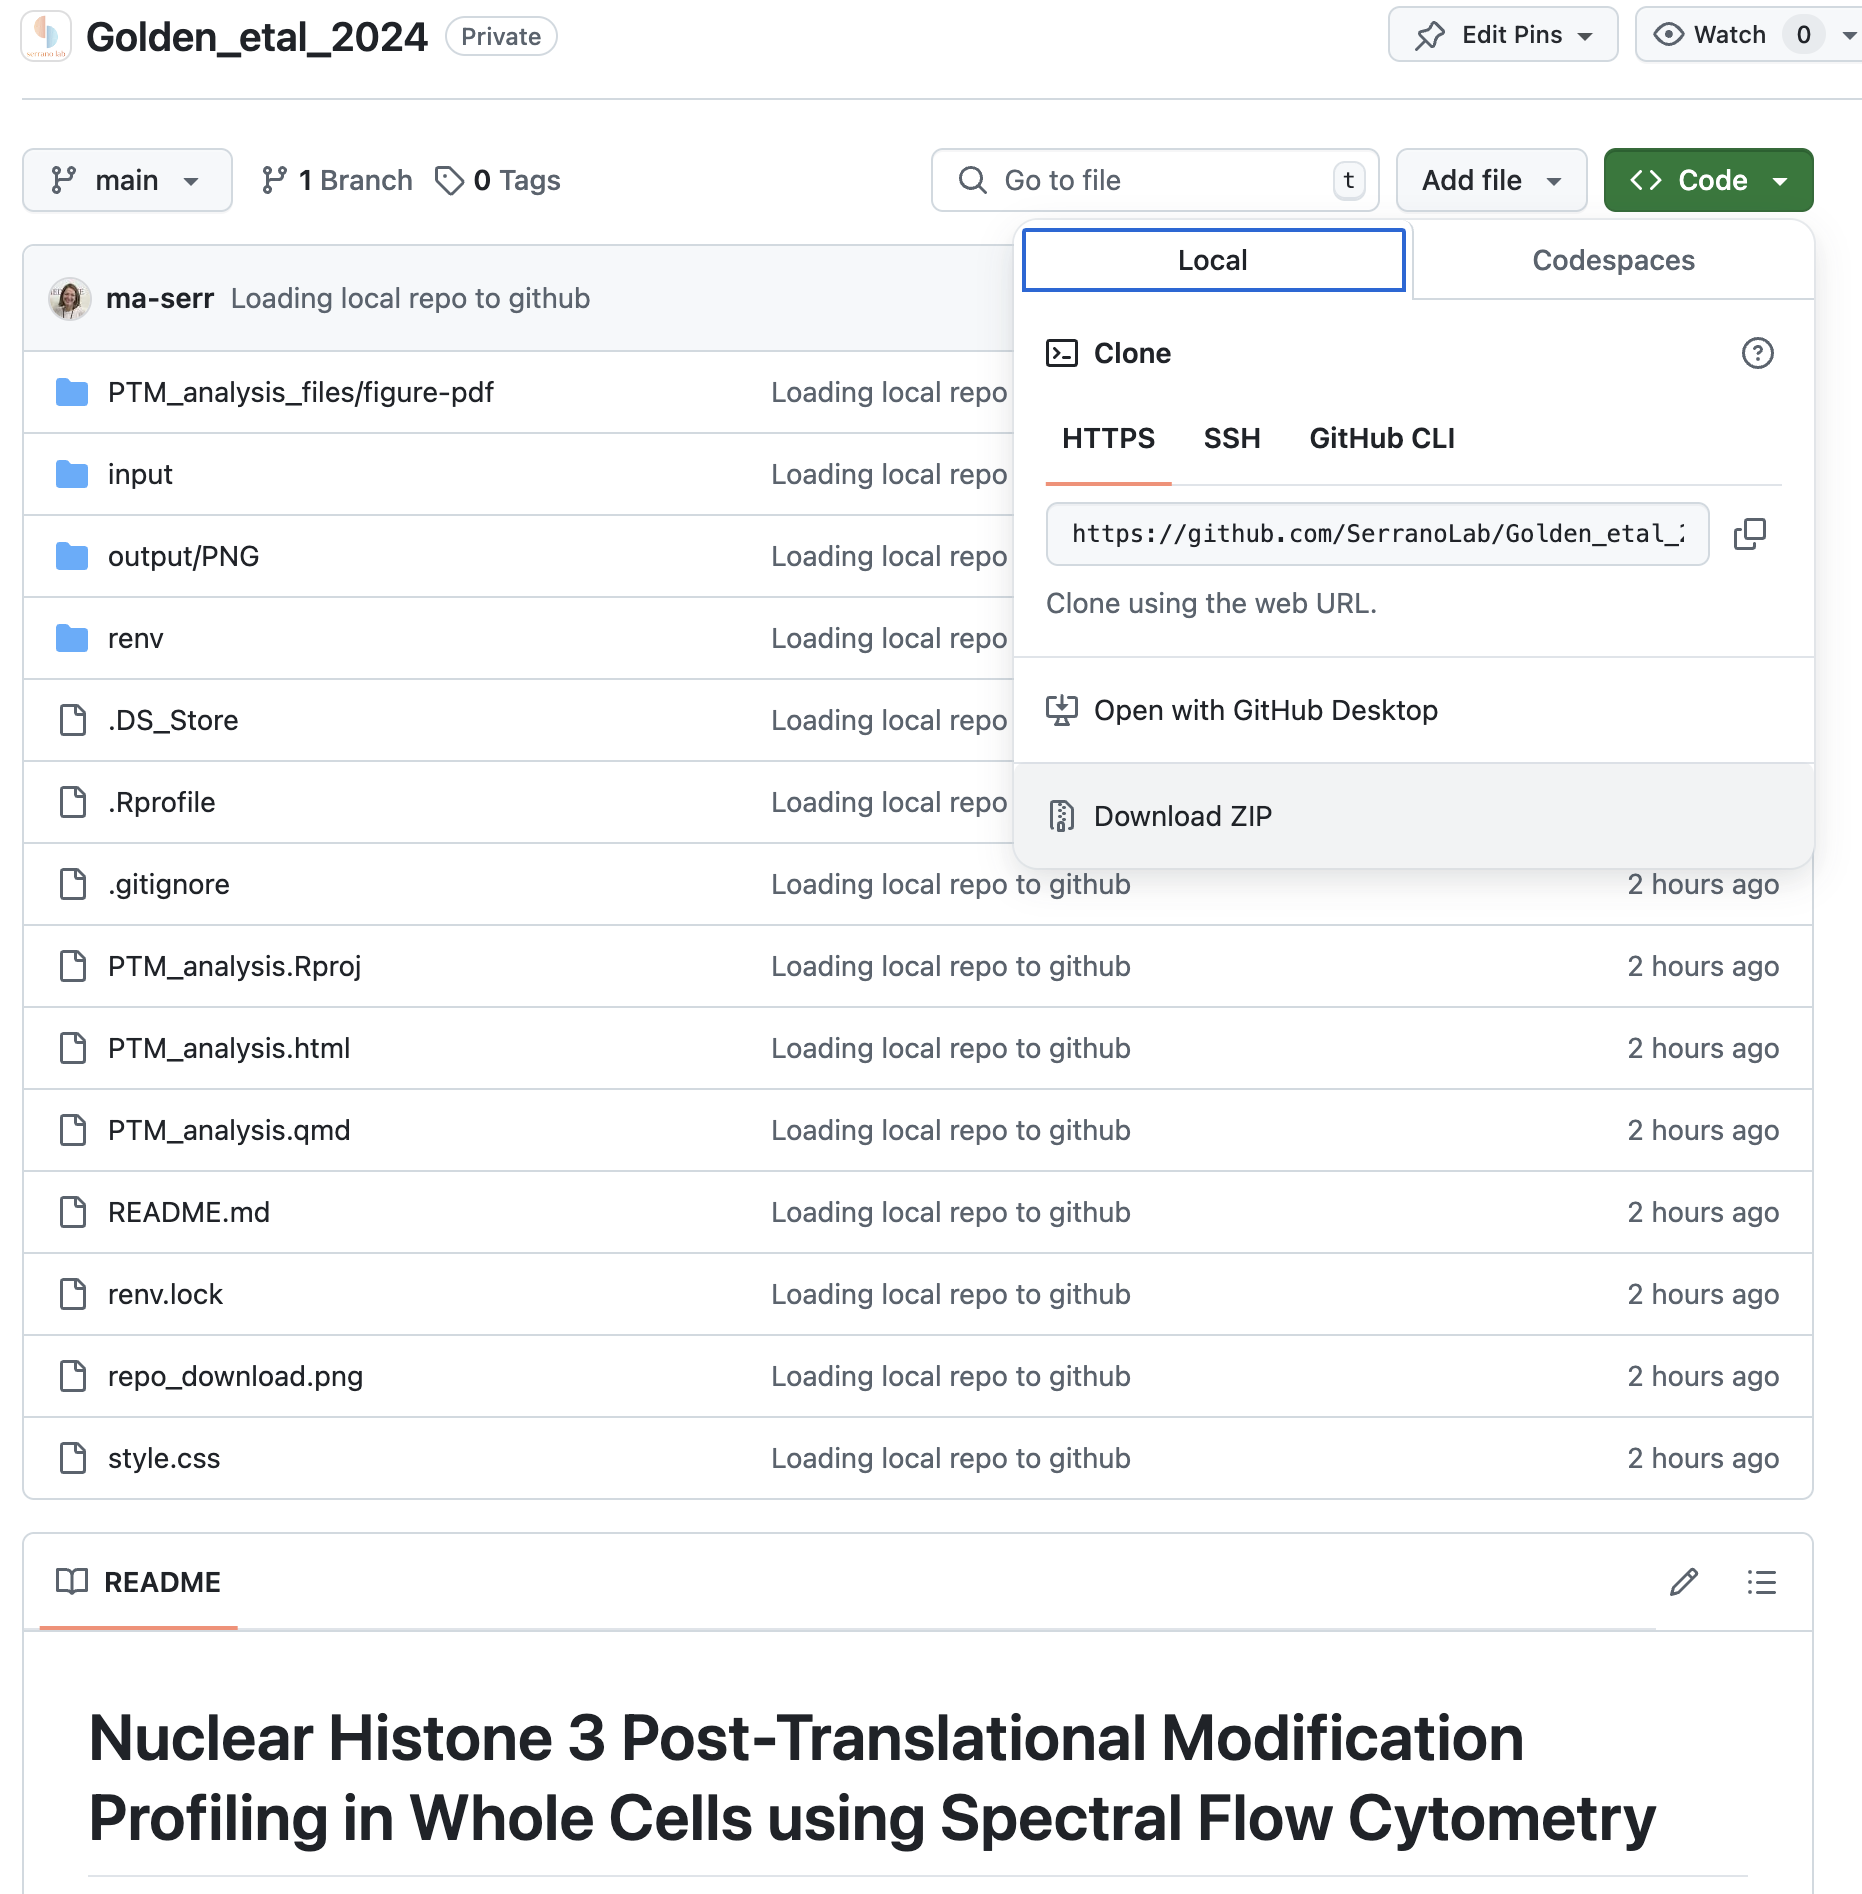 Golden_etal_2024 Private Edit Pins Watch 0
main 1 Branch 0 Tags Go to file t Add file Code
Local Codespaces
ma-serr Loading local repo to github
Clone
PTM_analysis_files/figure-pdf Loading local repo
HTTPS SSH GitHub CLI
input Loading local repo
https://github.com/SerranoLab/Golden_etal_2
output/PNG Loading local repo
Clone using the web URL.
renv Loading local repo
.DS_Store Loading local repo
Open with GitHub Desktop
.Rprofile Loading local repo
Download ZIP
.gitignore Loading local repo to github 2 hours ago
PTM_analysis.Rproj Loading local repo to github 2 hours ago
PTM_analysis.html Loading local repo to github 2 hours ago
PTM_analysis.qmd Loading local repo to github 2 hours ago
README.md Loading local repo to github 2 hours ago
renv.lock Loading local repo to github 2 hours ago
repo_download.png Loading local repo to github 2 hours ago
style.css Loading local repo to github 2 hours ago
README
Nuclear Histone 3 Post-Translational Modification
Profiling in Whole Cells using Spectral Flow Cytometry